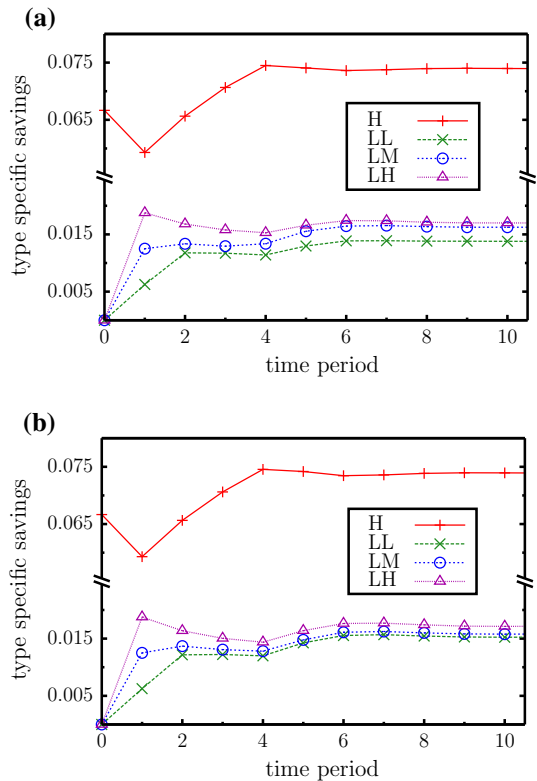 (a)
0.075
0.065
0.015
0.005
type specific savings
H
LL
LM
LH
0 2 4 6 8 10
time period
(b)
0.075
0.065
0.015
0.005
type specific savings
H
LL
LM
LH
0 2 4 6 8 10
time period